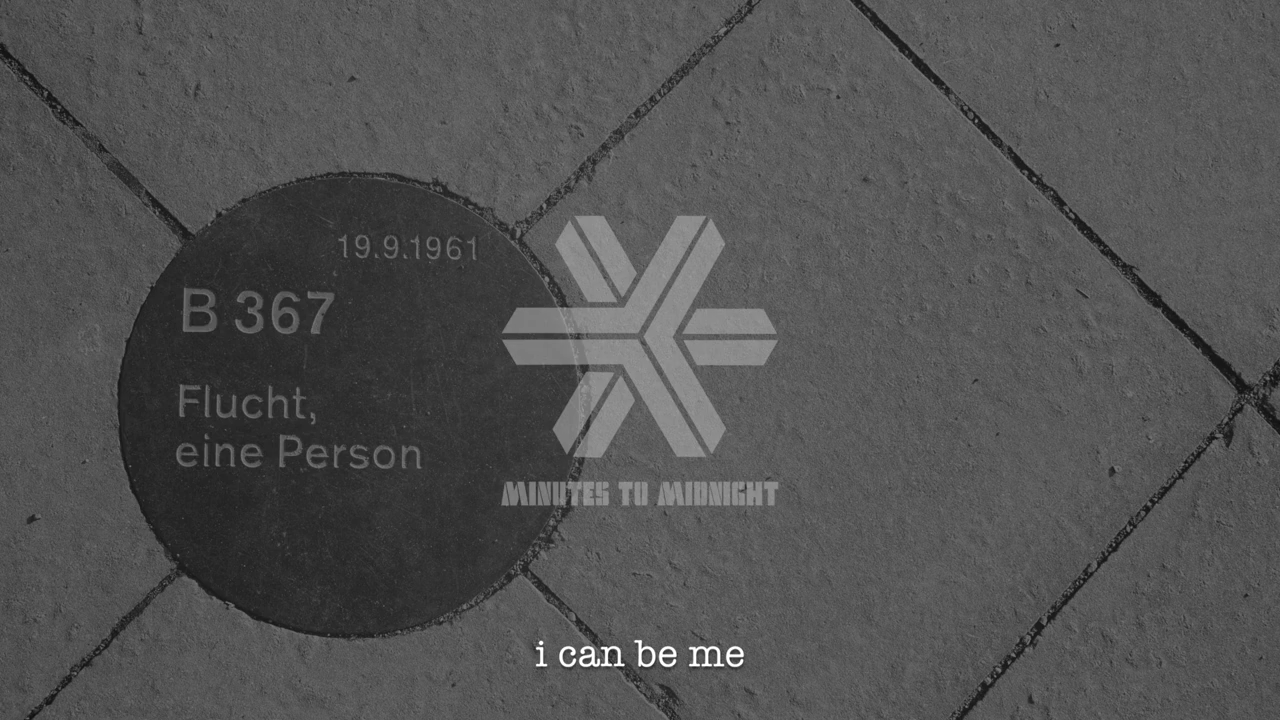 19.9.1961
B 367
Flucht,
eine Person
MINUTES TO MIDNIGHT
i can be me